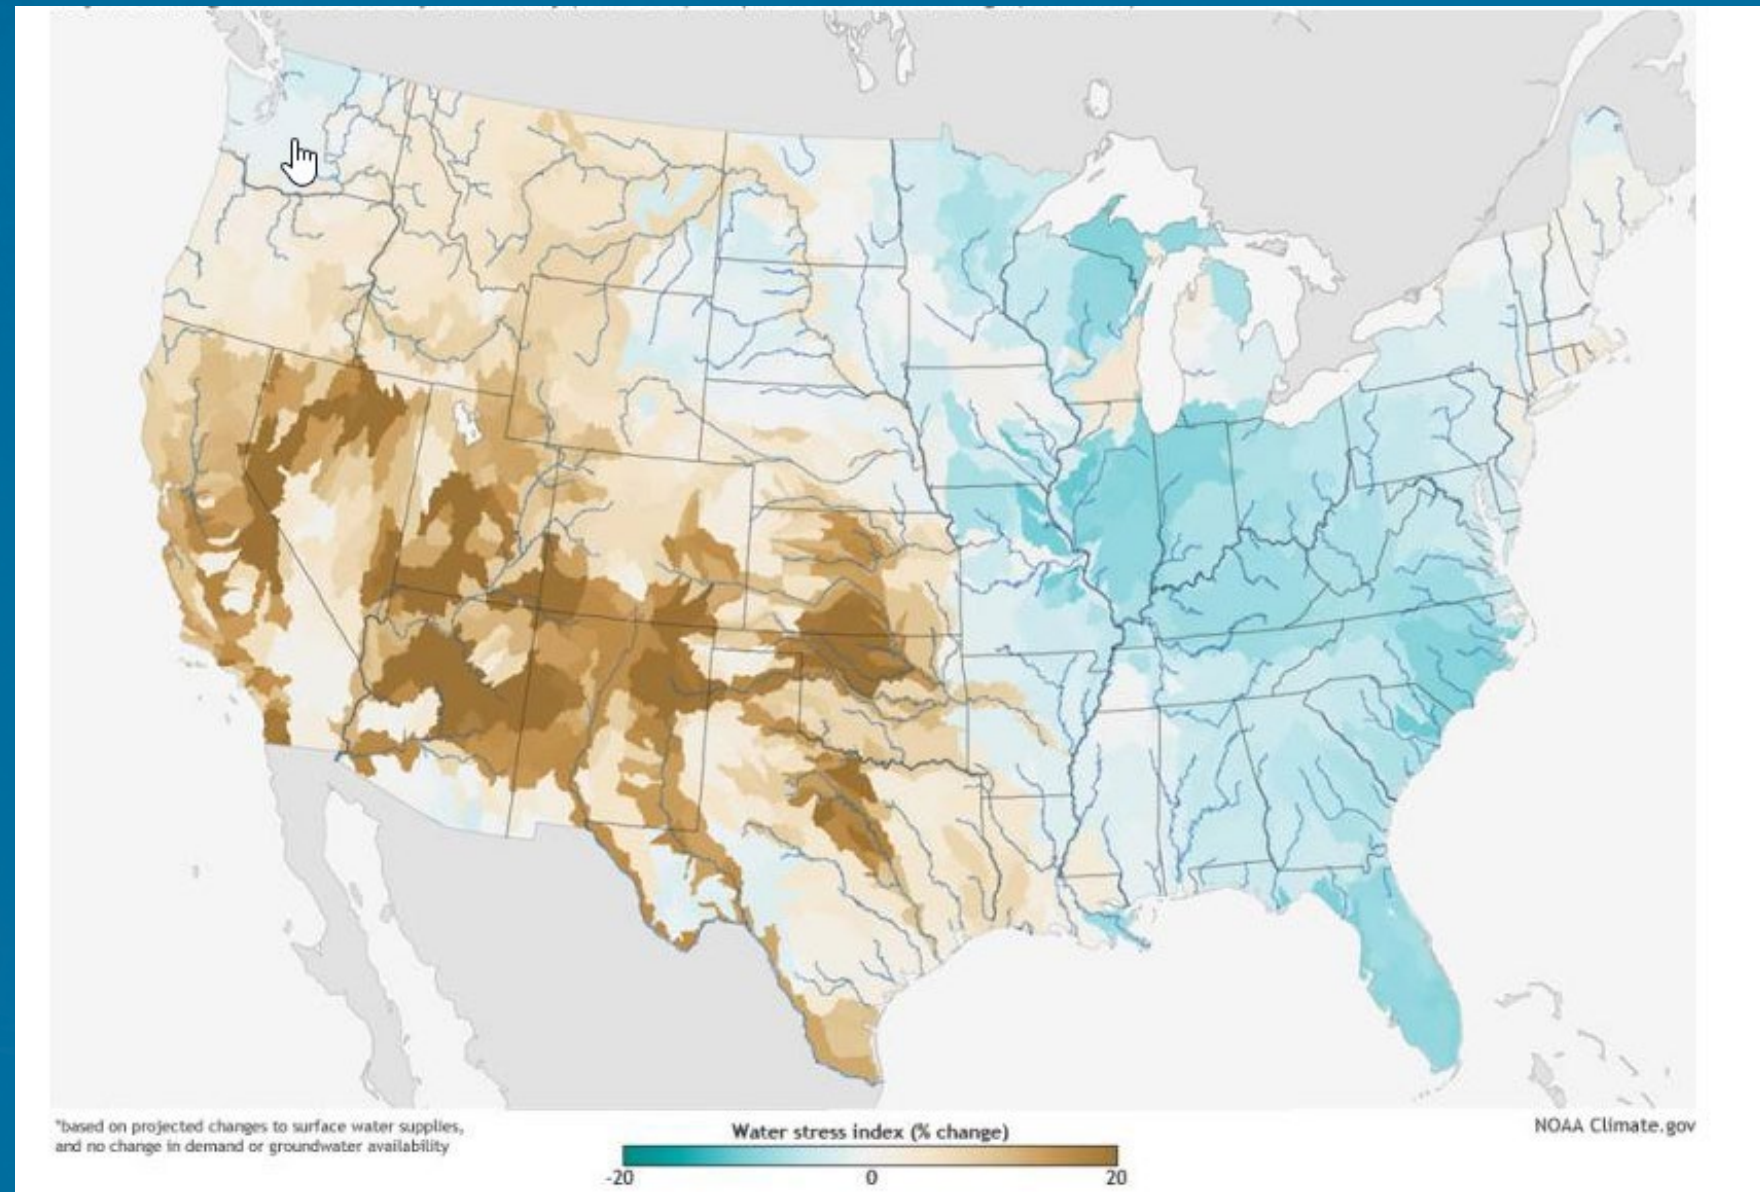 *based on projected changes to surface water supplies,
and no change in demand or groundwater availability
Water stress index (% change)
-20 0 20
NOAA Climate.gov